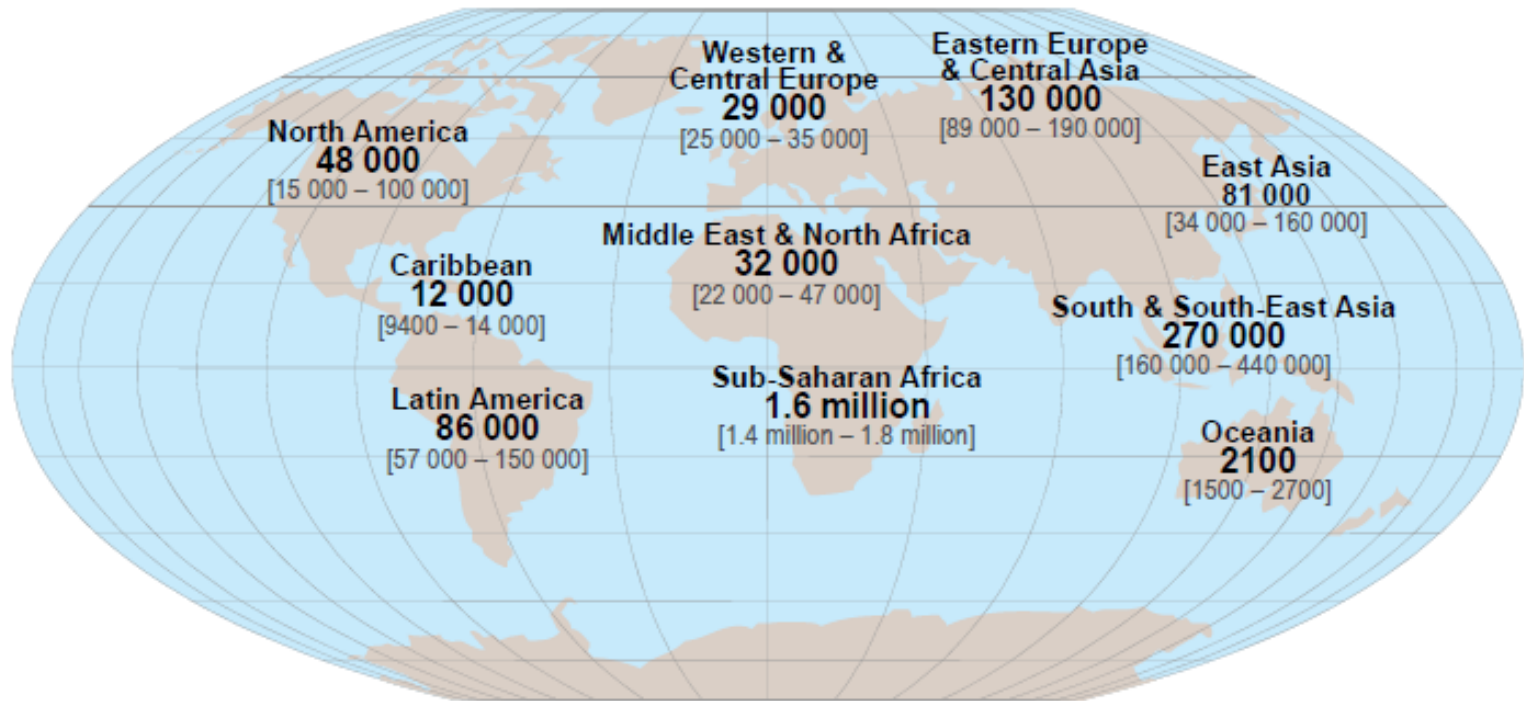 Western &
Central Europe
29 000
[25 000 – 35 000]
Eastern Europe
& Central Asia
130 000
[89 000 – 190 000]
North America
48 000
[15 000 – 100 000]
East Asia
81 000
[34 000 – 160 000]
Middle East & North Africa
32 000
[22 000 – 47 000]
Caribbean
12 000
[9400 – 14 000]
South & South-East Asia
270 000
[160 000 – 440 000]
Sub-Saharan Africa
1.6 million
[1.4 million – 1.8 million]
Latin America
86 000
[57 000 – 150 000]
Oceania
2100
[1500 – 2700]